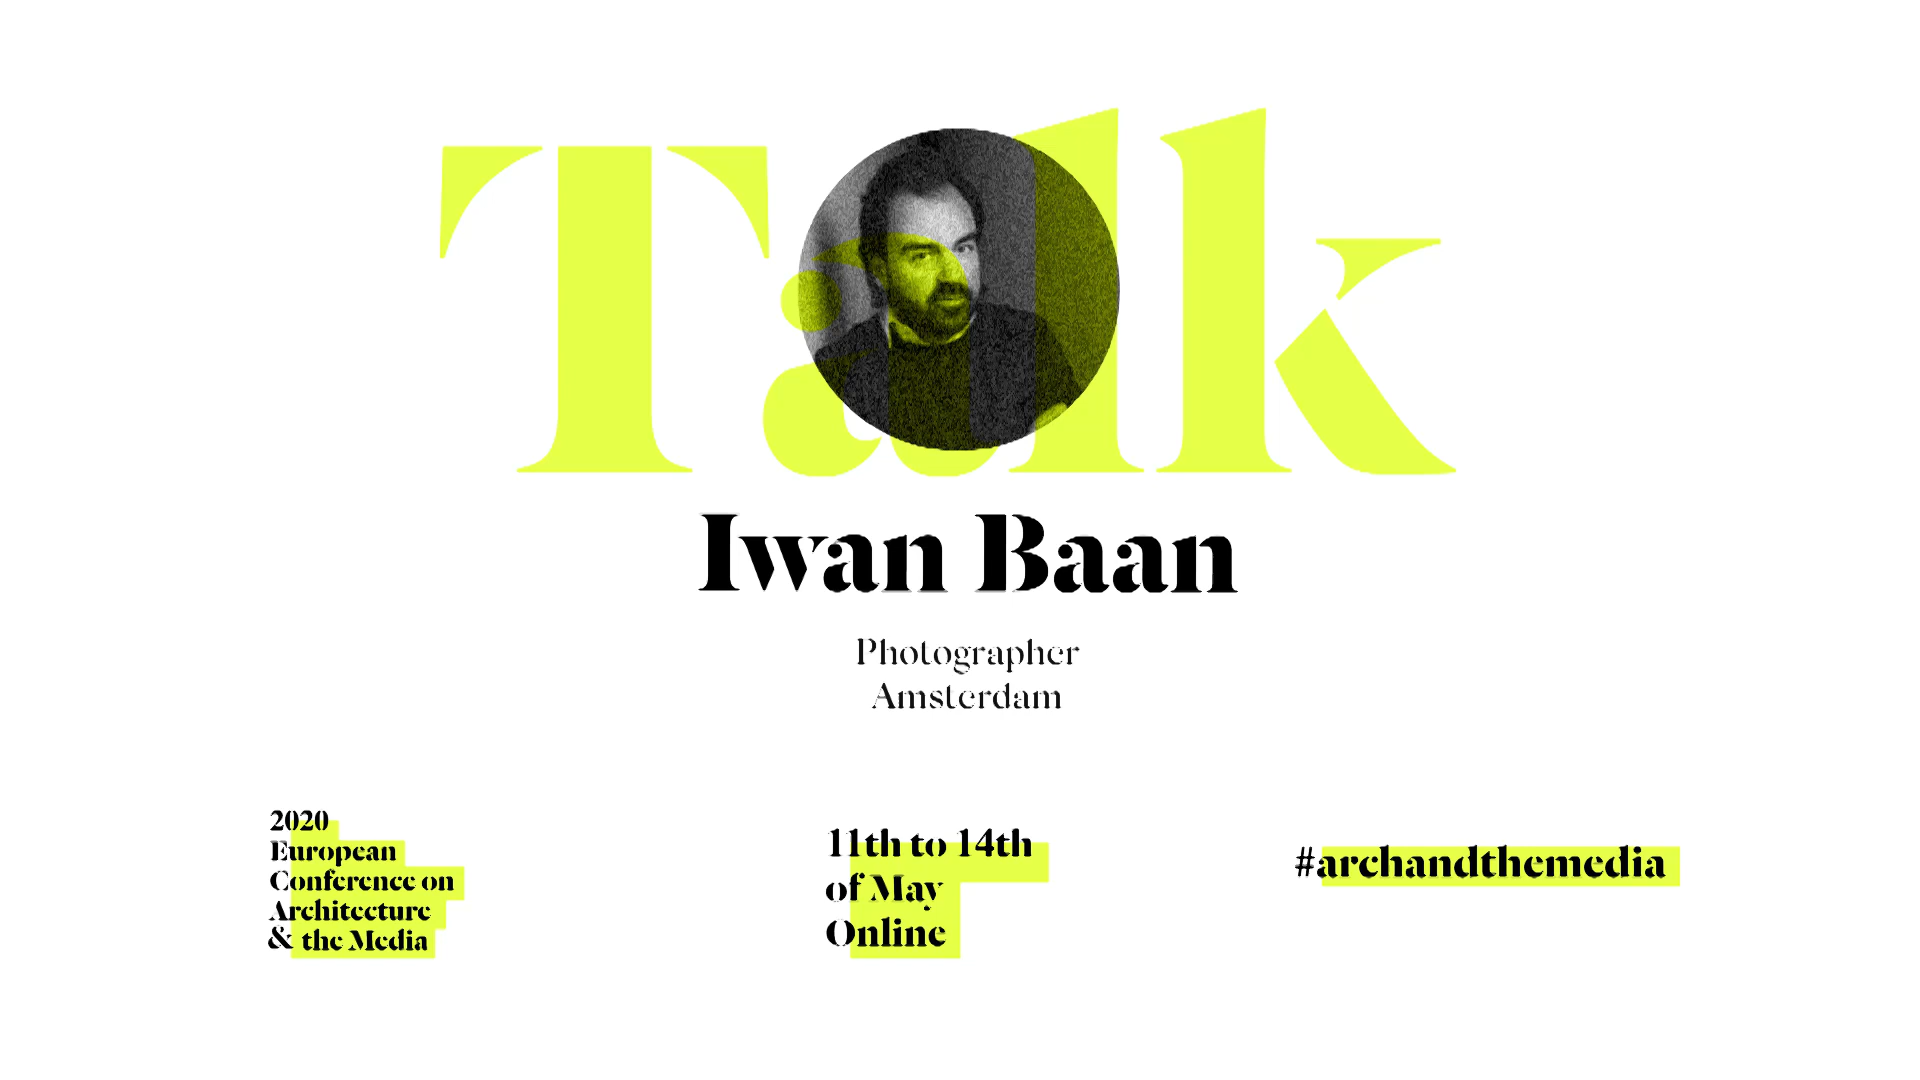 Talk
Iwan Baan
Photographer
Amsterdam
2020
European
Conference on
Architecture
& the Media
11th to 14th
of May
Online
#archandthemedia